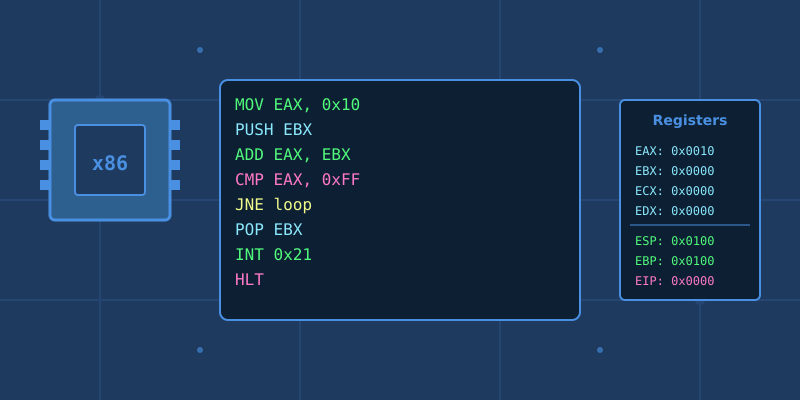 x86
MOV EAX, 0x10
PUSH EBX
ADD EAX, EBX
CMP EAX, 0xFF
JNE loop
POP EBX
INT 0x21
HLT
Registers
EAX: 0x0010
EBX: 0x0000
ECX: 0x0000
EDX: 0x0000
ESP: 0x0100
EBP: 0x0100
EIP: 0x0000